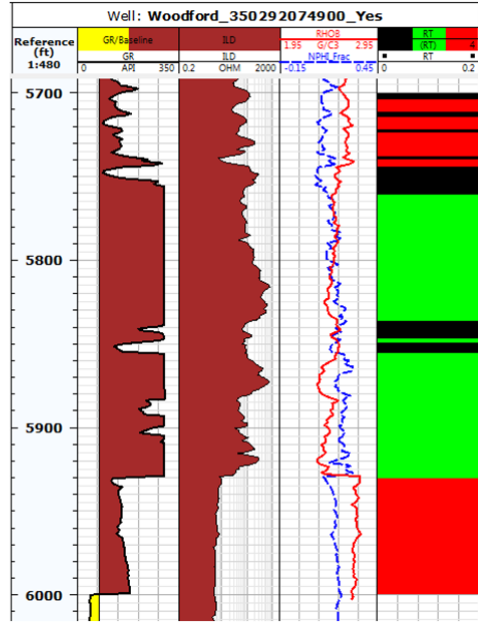 Well: Woodford_350292074900_Yes
Reference
(ft)
1:480
GR/Baseline
GR
0 API 350
ILD
ILD
0.2 OHM 2000
RHOB
1.95 G/C3 2.95
NPHI_Frac
-0.15 0.45
RT
(RT) 4
RT
0 0.2
5700
5800
5900
6000